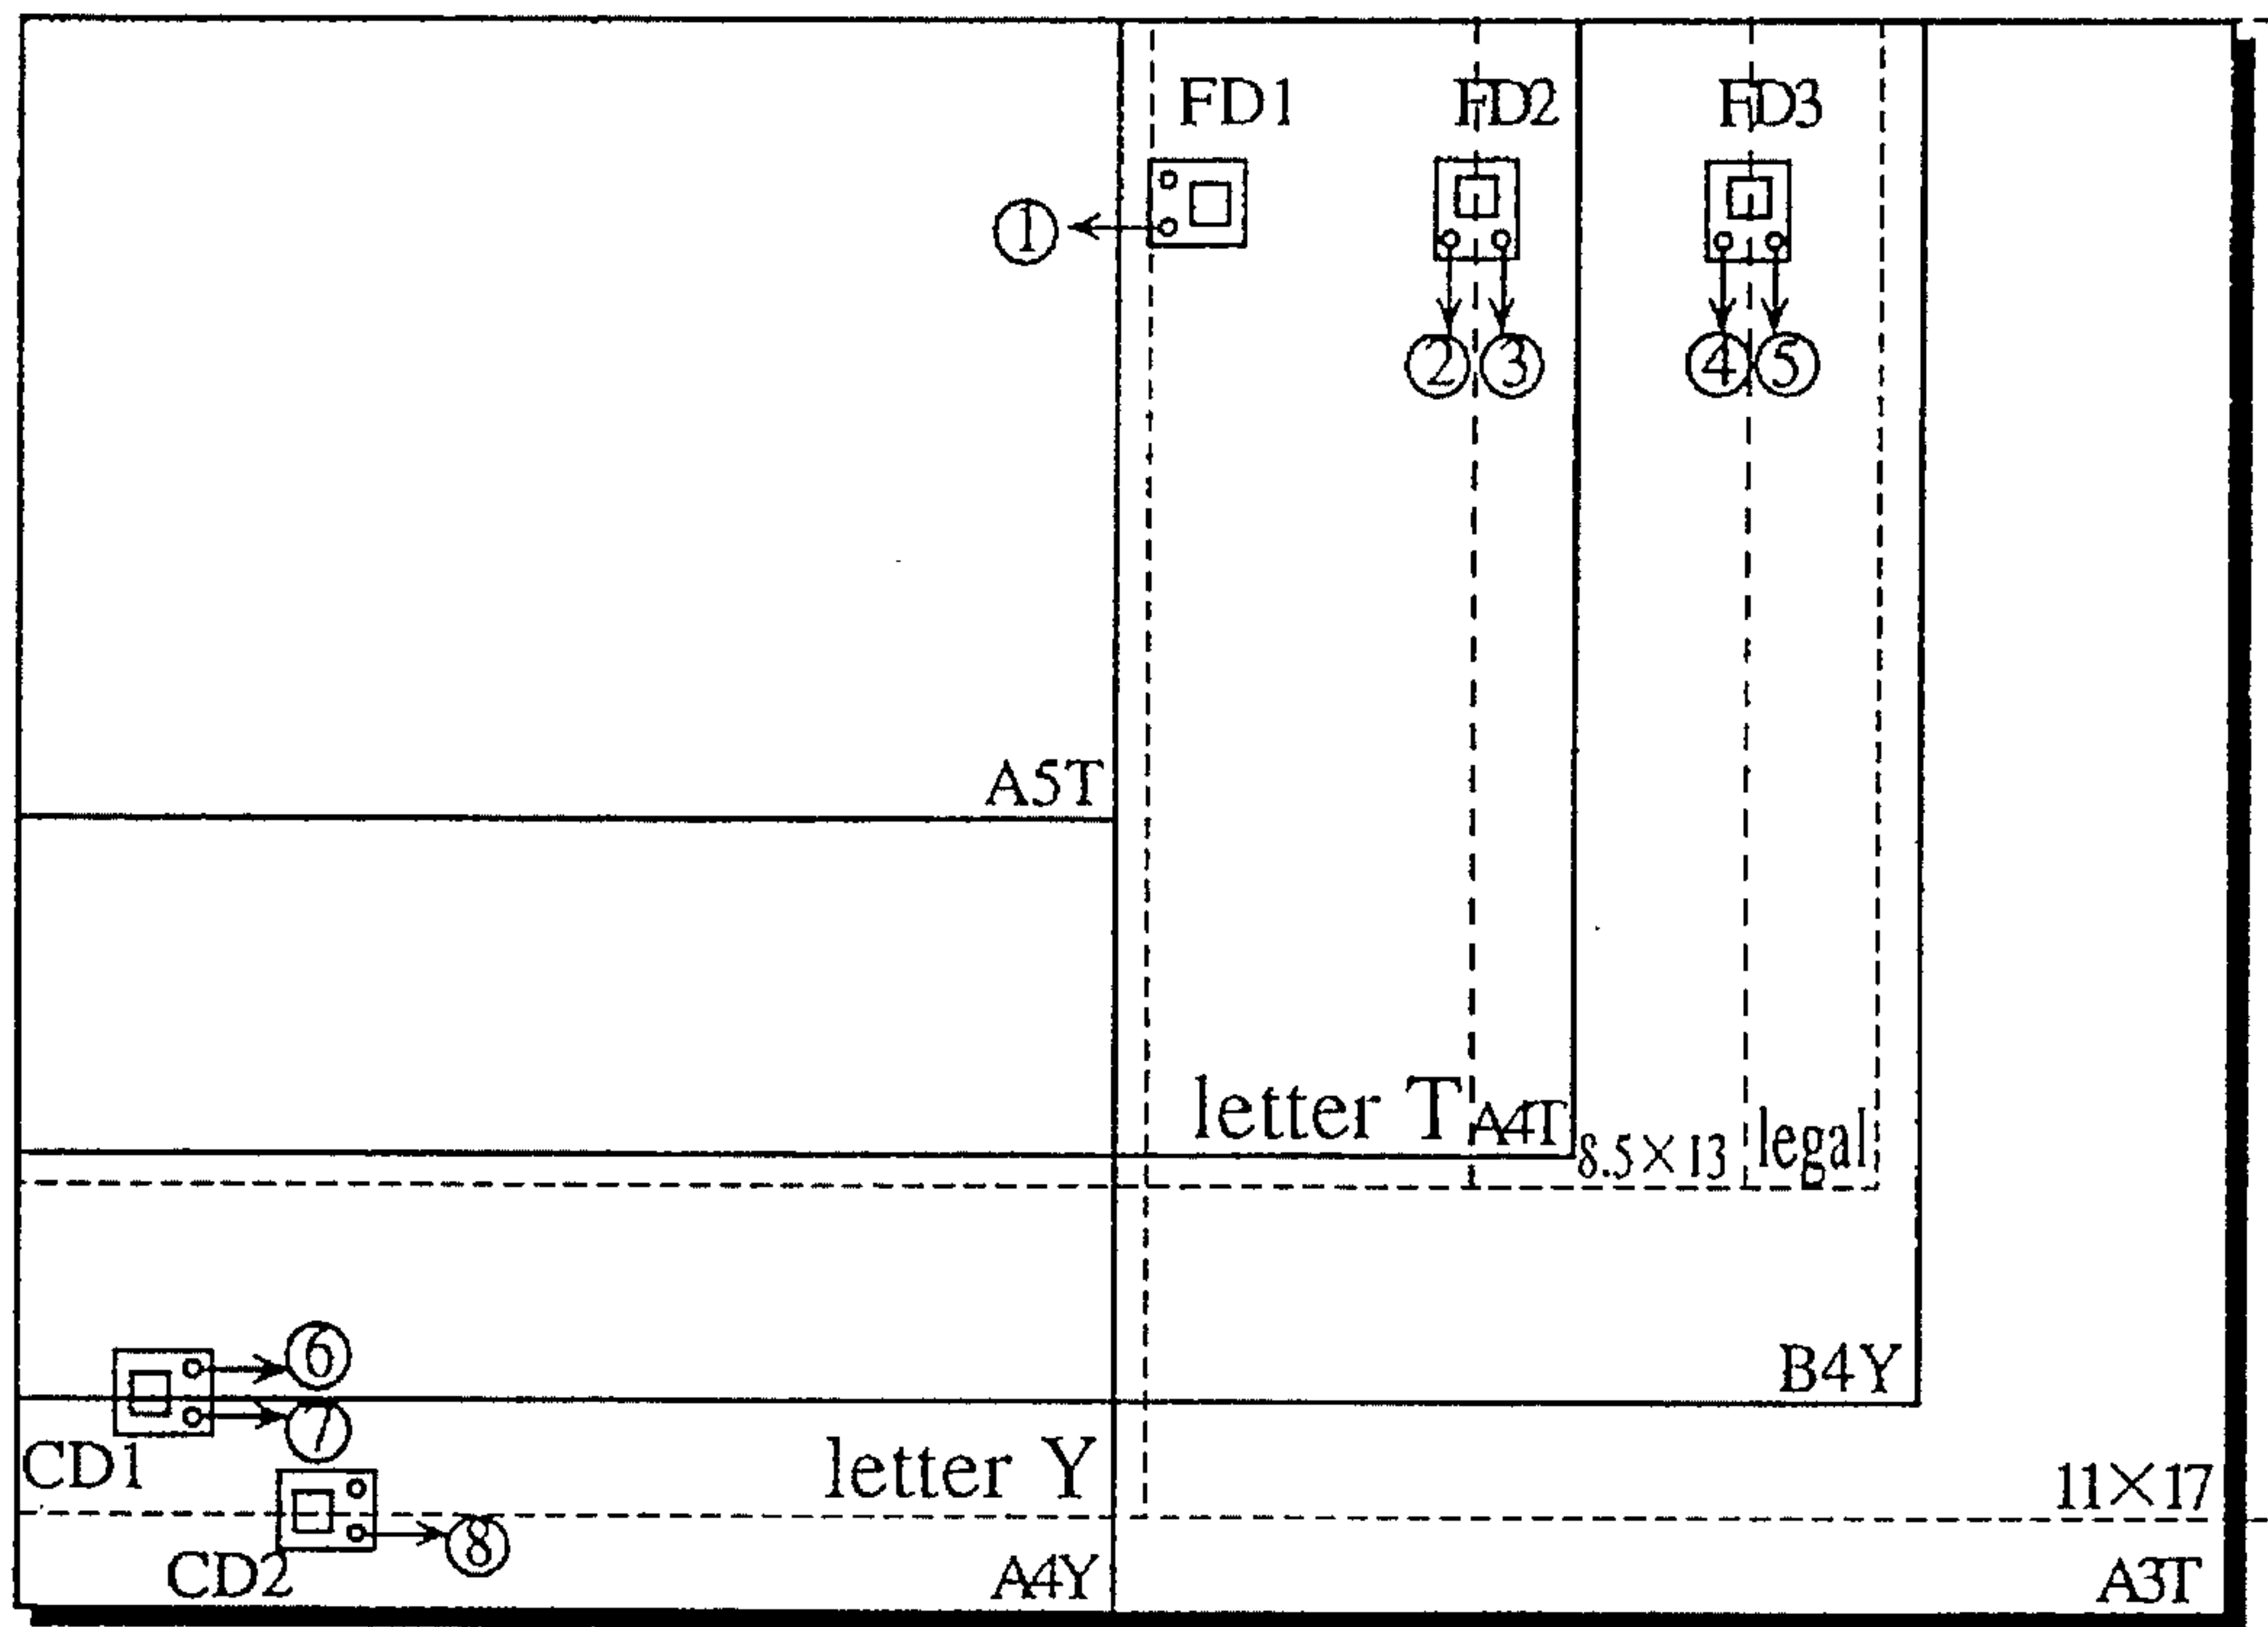 FD1 FD2 FD3
①
② ③ ④ ⑤
A5T
letter T A4T 8.5×13 legal
⑥
B4Y
⑦
CD1 letter Y 11×17
⑧
CD2 A4Y A3T